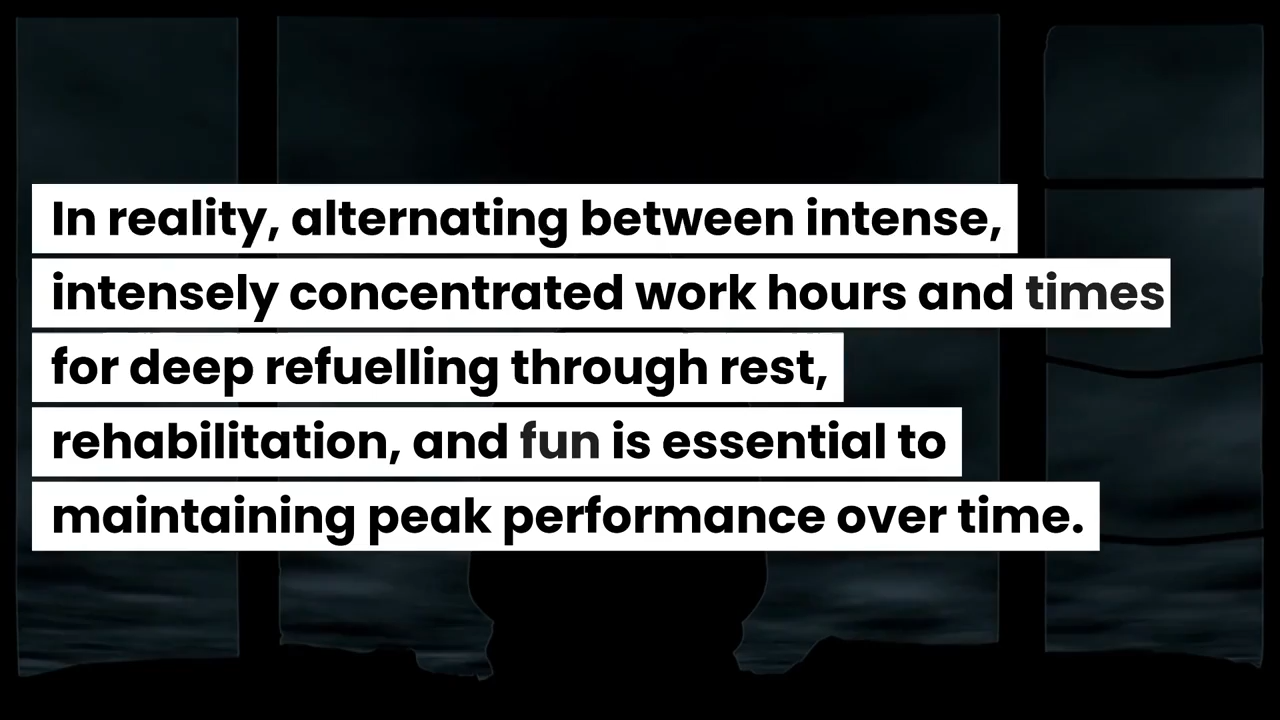 In reality, alternating between intense,
intensely concentrated work hours and times
for deep refuelling through rest,
rehabilitation, and fun is essential to
maintaining peak performance over time.